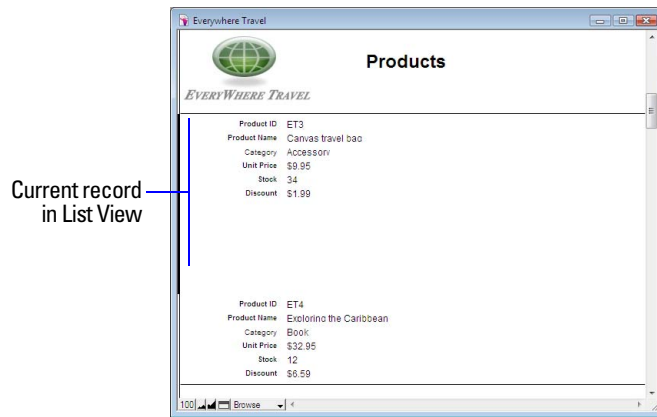 Everywhere Travel
Products
EVERYWHERE TRAVEL
Product ID ET3
Product Name Canvas travel bag
Category Accessory
Unit Price $9.95
Stock 34
Discount $1.99
Current record
in List View
Product ID ET4
Product Name Exploring the Caribbean
Category Book
Unit Price $32.95
Stock 12
Discount $6.59
100 Browse